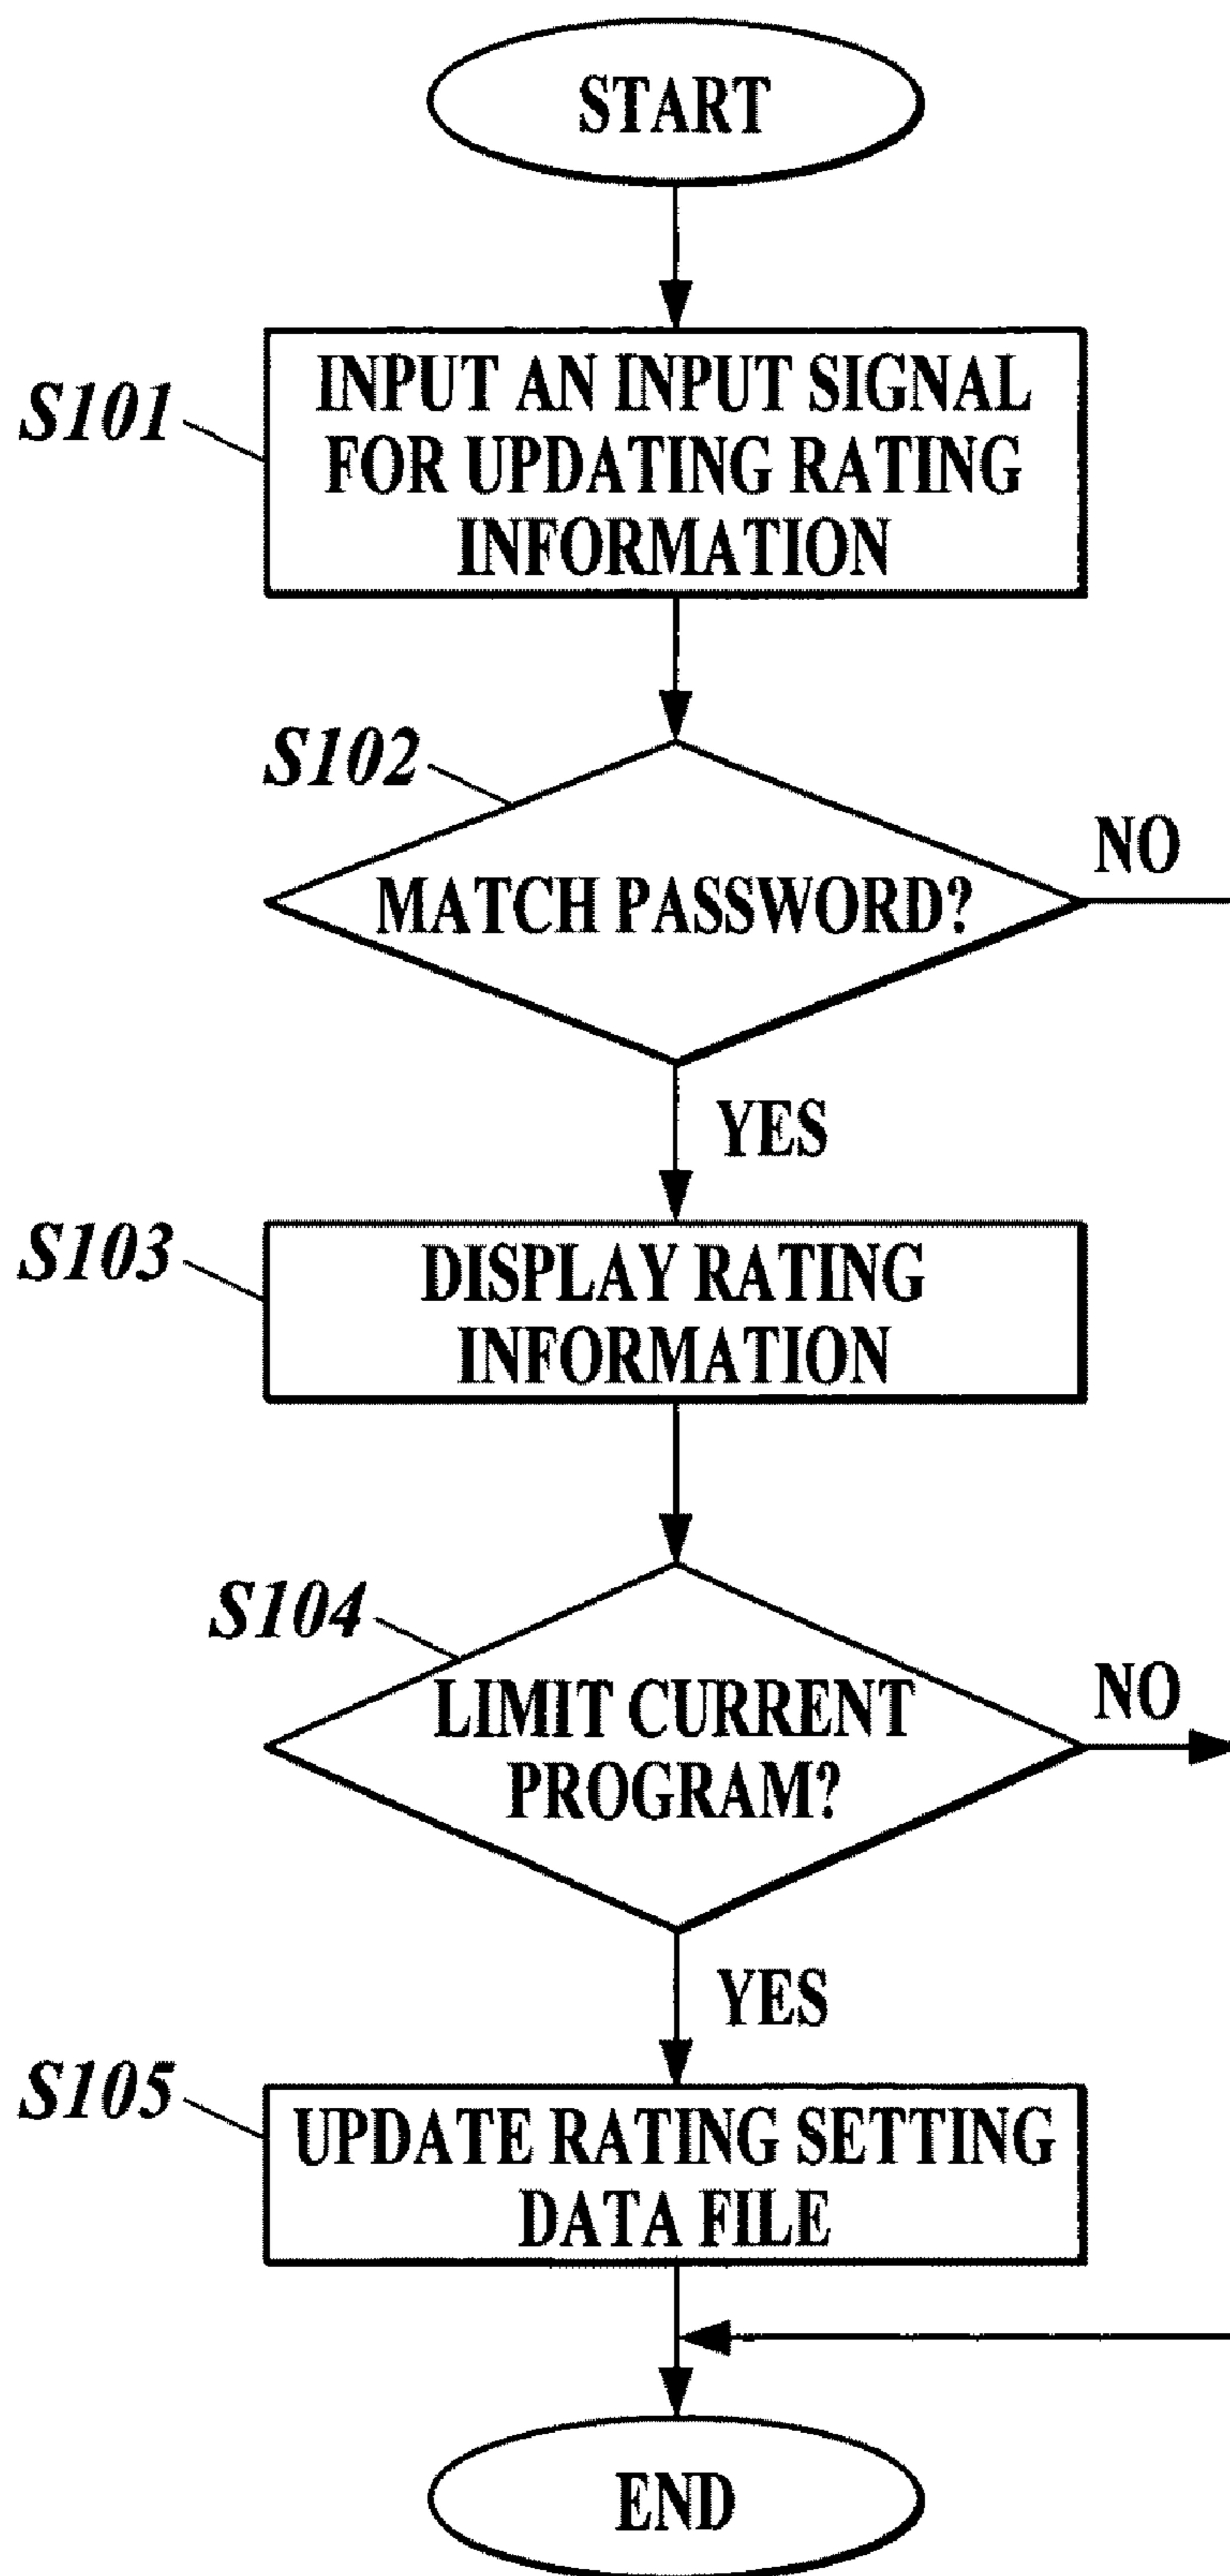 START
S101
INPUT AN INPUT SIGNAL
FOR UPDATING RATING
INFORMATION
S102
MATCH PASSWORD?
NO
YES
S103
DISPLAY RATING
INFORMATION
S104
LIMIT CURRENT
PROGRAM?
NO
YES
S105
UPDATE RATING SETTING
DATA FILE
END